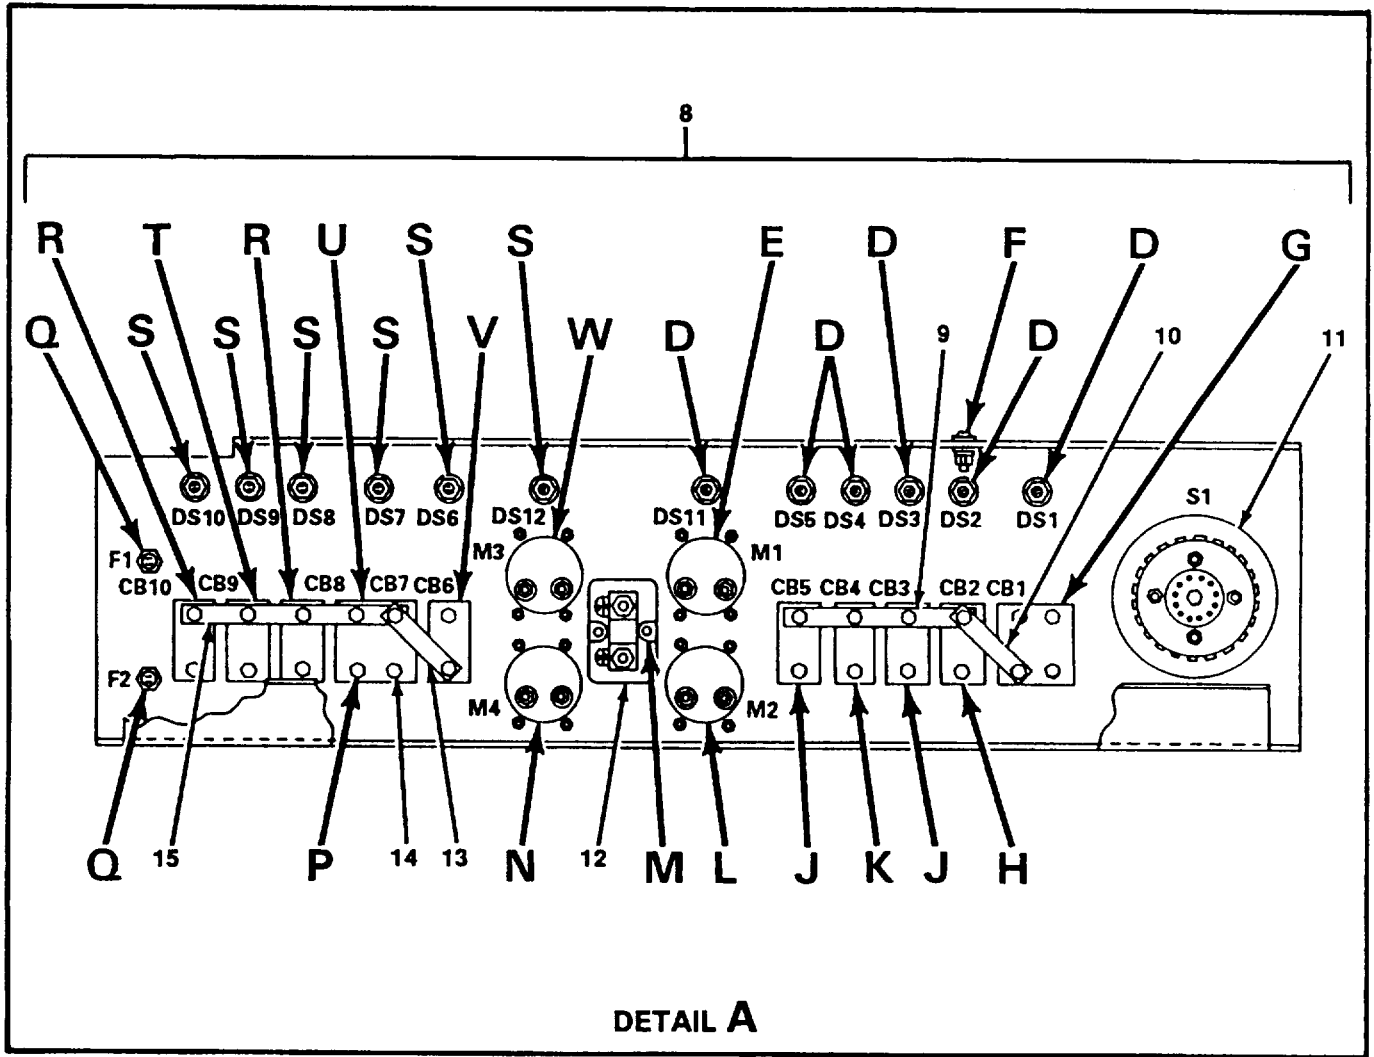 8
R T R U S S E D F D G
Q S S S S V W D D 9 D 10 11
S1
DS10 DS9 DS8 DS7 DS6 DS12 DS11 DS5 DS4 DS3 DS2 DS1
F1 M3 M1
CB10 CB9 CB8 CB7 CB6 CB5 CB4 CB3 CB2 CB1
F2 M4 M2
Q 15 P 14 13 N 12 M L J K J H
DETAIL A